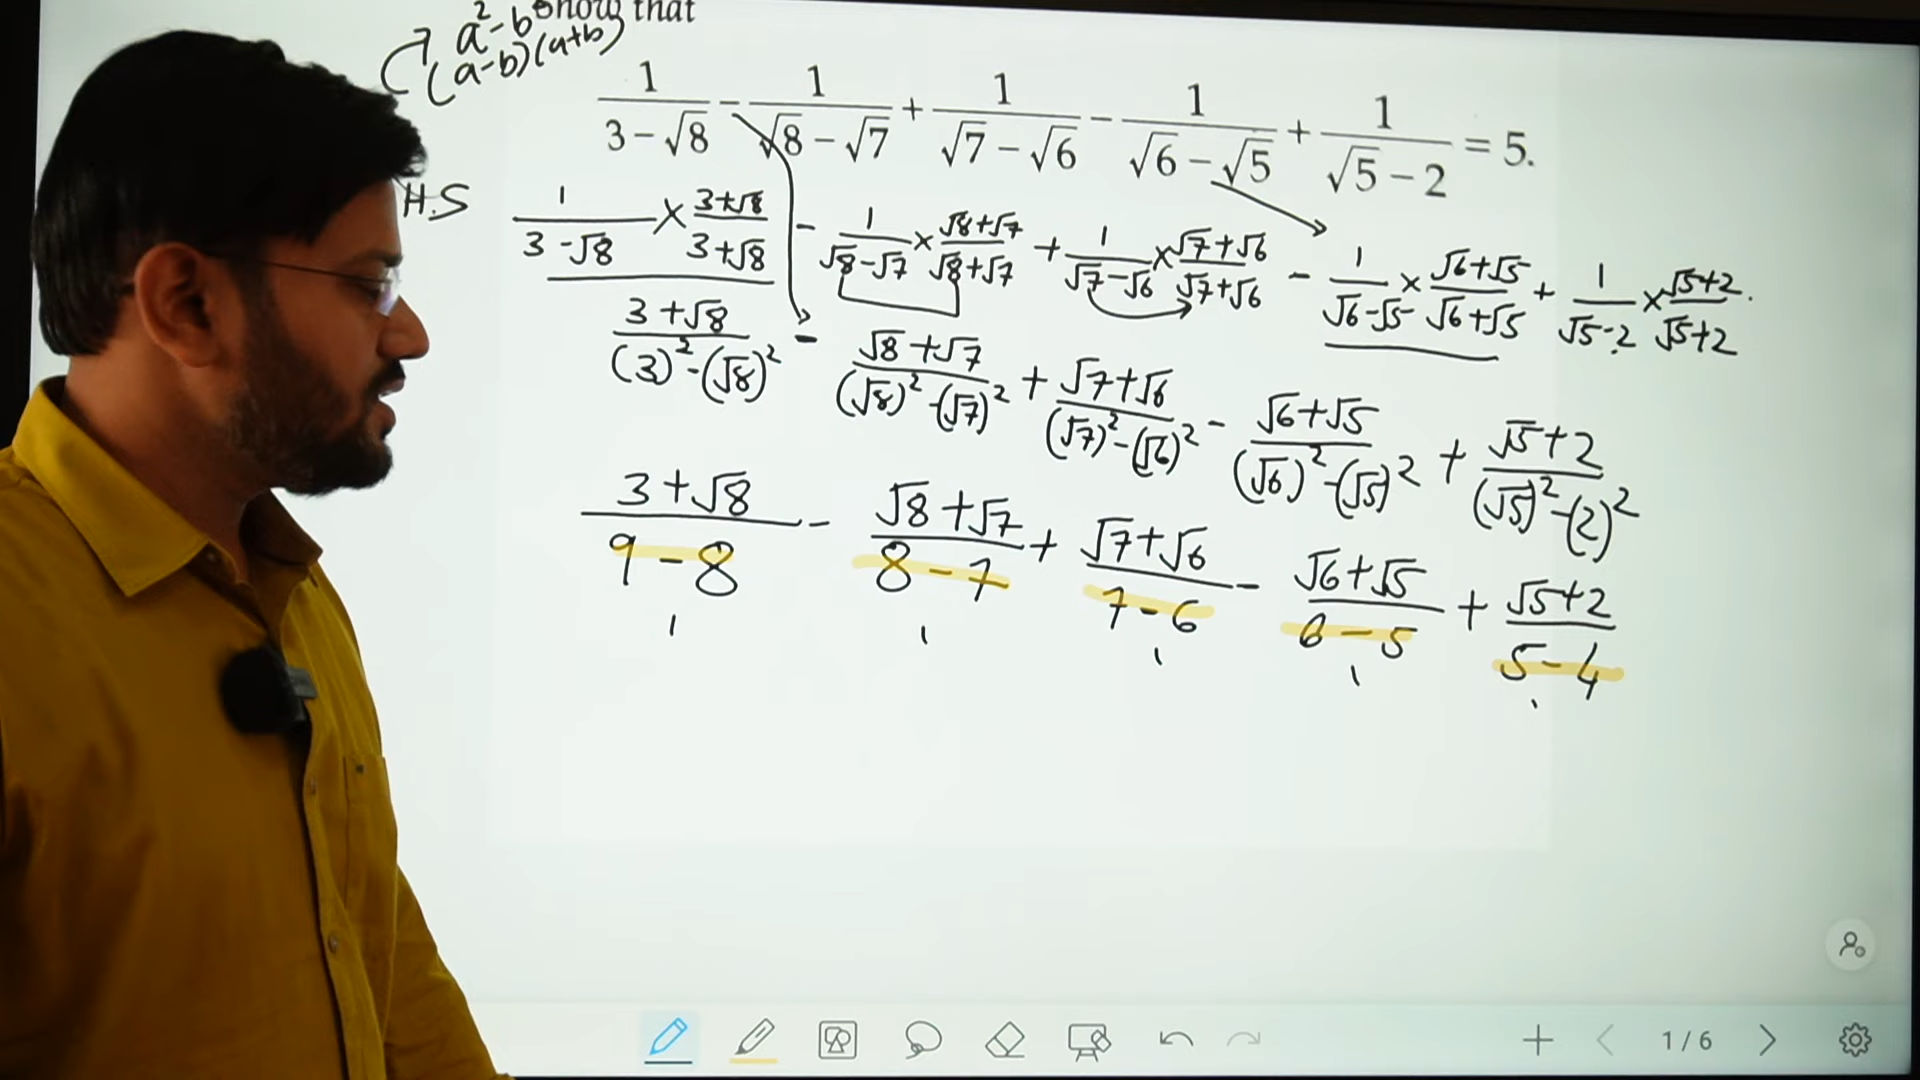 a² - b² Show that
(a-b)(a+b)
1/(3 - √8) - 1/(√8 - √7) + 1/(√7 - √6) - 1/(√6 - √5) + 1/(√5 - 2) = 5.
H.S 1/(3 - √8) × (3+√8)/(3+√8) - 1/(√8-√7) × (√8+√7)/(√8+√7) + 1/(√7-√6) × (√7+√6)/(√7+√6) - 1/(√6-√5) × (√6+√5)/(√6+√5) + 1/(√5-2) × (√5+2)/(√5+2).
(3+√8)/((3)²-(√8)²) - (√8+√7)/((√8)²-(√7)²) + (√7+√6)/((√7)²-(√6)²) - (√6+√5)/((√6)²-(√5)²) + (√5+2)/((√5)²-(2)²)
(3+√8)/(9-8) - (√8+√7)/(8-7) + (√7+√6)/(7-6) - (√6+√5)/(6-5) + (√5+2)/(5-4)
1 1 1 1
1 / 6